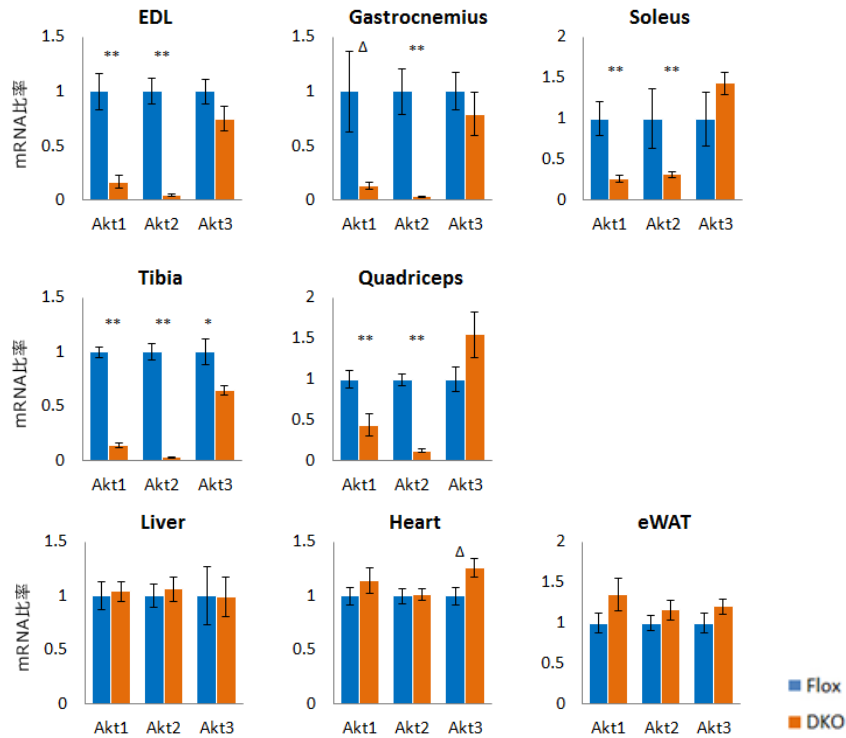 EDL
Gastrocnemius
Soleus
mRNA比率
1.5
1
0.5
0
** **
Akt1 Akt2 Akt3
1.5
1
0.5
0
Δ **
Akt1 Akt2 Akt3
2
1.5
1
0.5
0
** **
Akt1 Akt2 Akt3
Tibia
Quadriceps
mRNA比率
1.5
1
0.5
0
** ** *
Akt1 Akt2 Akt3
2
1.5
1
0.5
0
** **
Akt1 Akt2 Akt3
Liver
Heart
eWAT
mRNA比率
1.5
1
0.5
0
Akt1 Akt2 Akt3
1.5
1
0.5
0
Δ
Akt1 Akt2 Akt3
2
1.5
1
0.5
0
Akt1 Akt2 Akt3
Flox
DKO